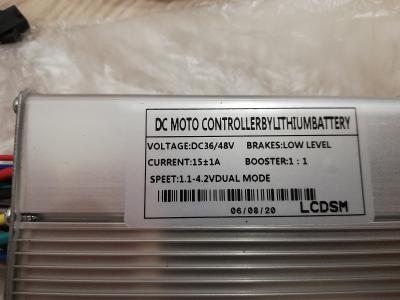 DC MOTO CONTROLLERBYLITHIUMBATTERY
VOLTAGE:DC36/48V BRAKES:LOW LEVEL
CURRENT:15±1A BOOSTER:1:1
SPEET:1.1-4.2VDUAL MODE
06/08/20 LCDSM